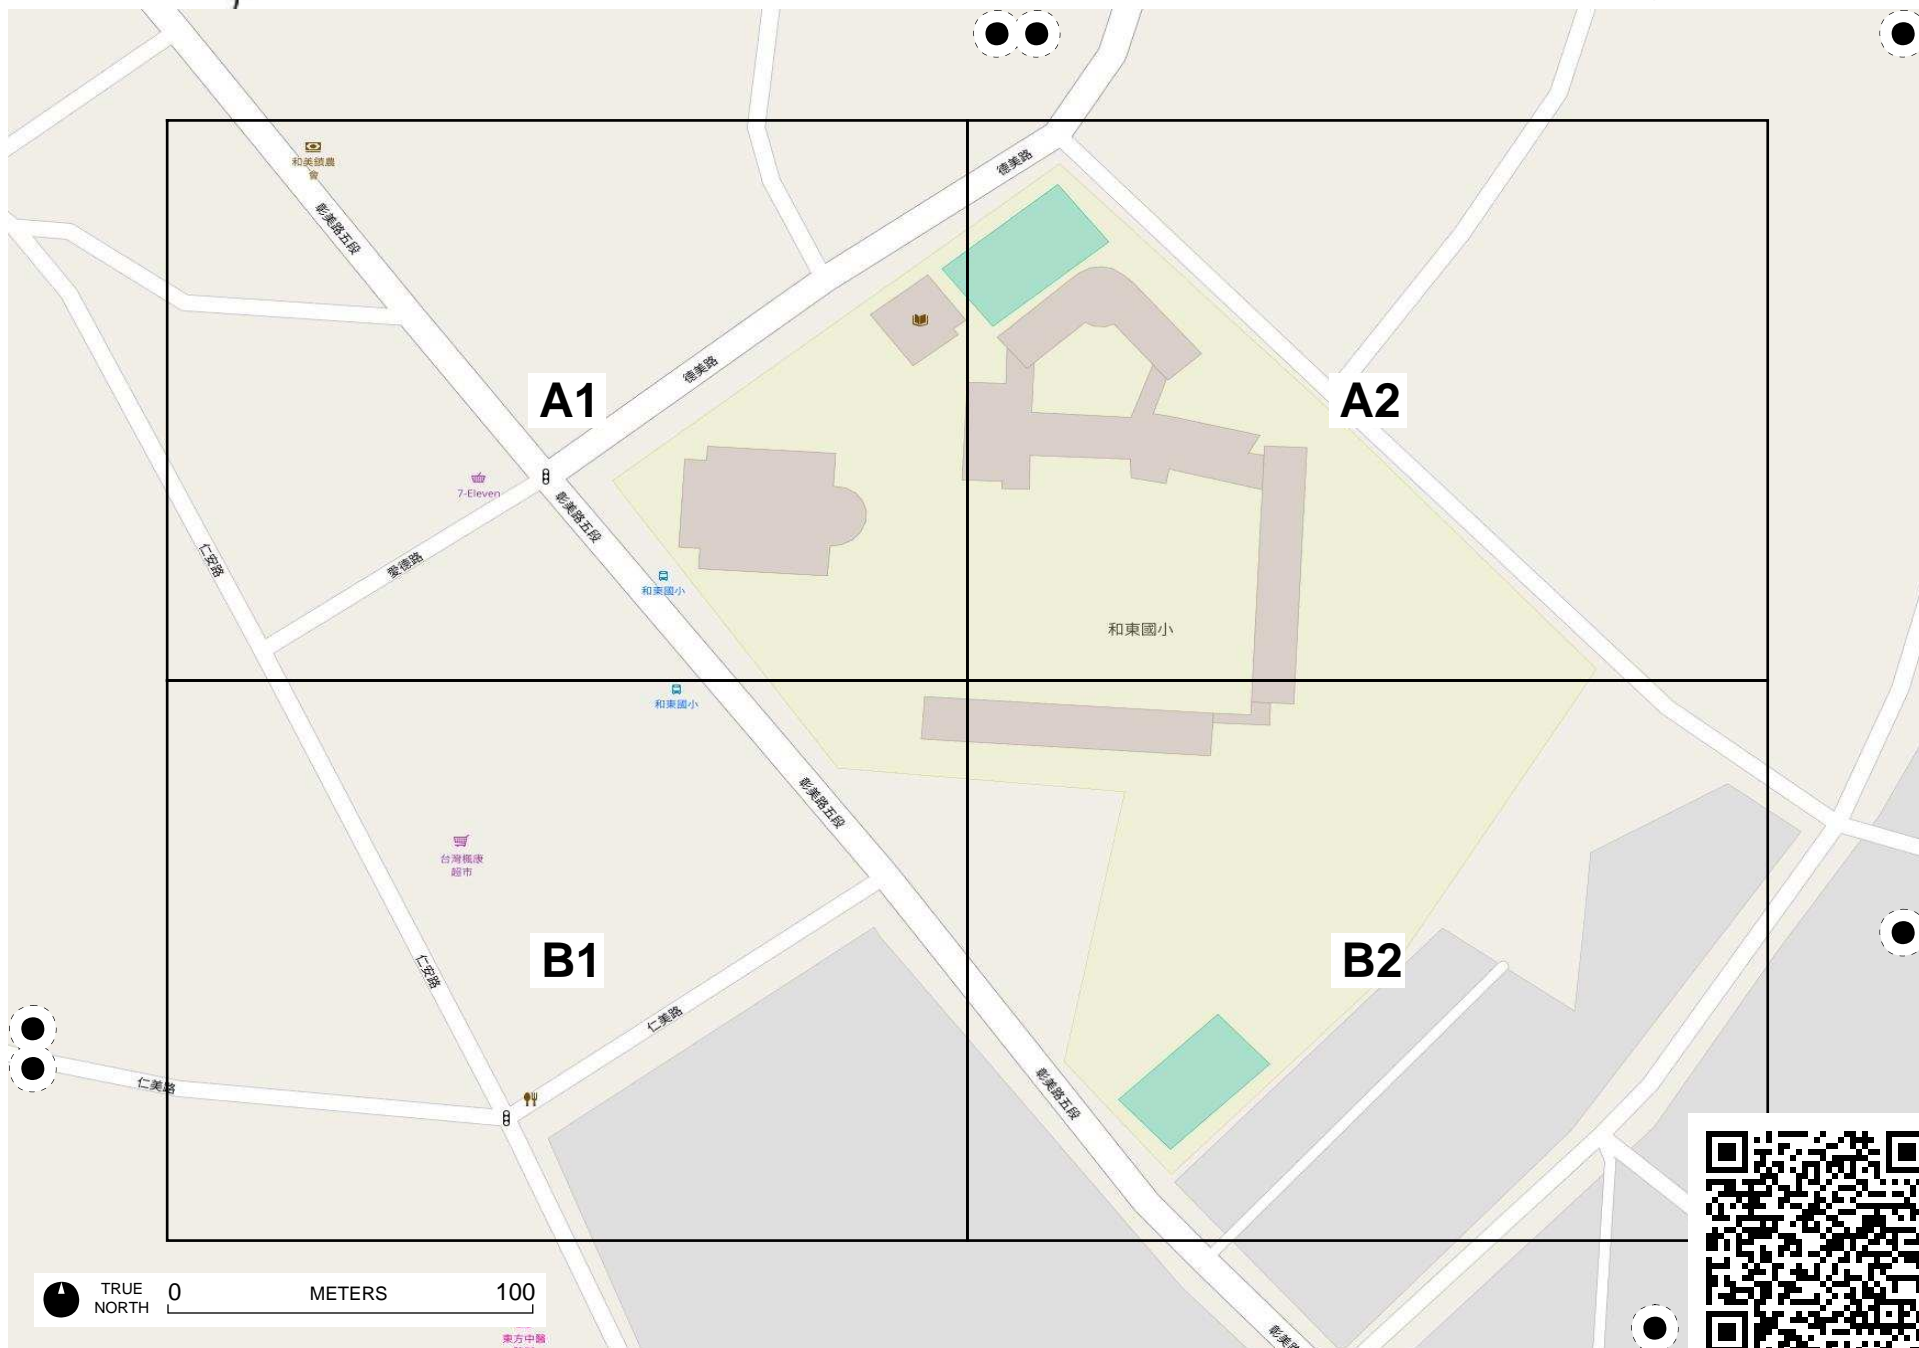 和美鎮農
會
彰美路五段
德美路
德美路
A1
A2
7-Eleven
彰美路五段
仁安路
和東國小
和東國小
和東國小
彰美路五段
台灣楓康
超市
B1
B2
仁安路
仁美路
仁美路
彰美路五段
TRUE
NORTH
0 METERS 100
東方中醫
彰美路